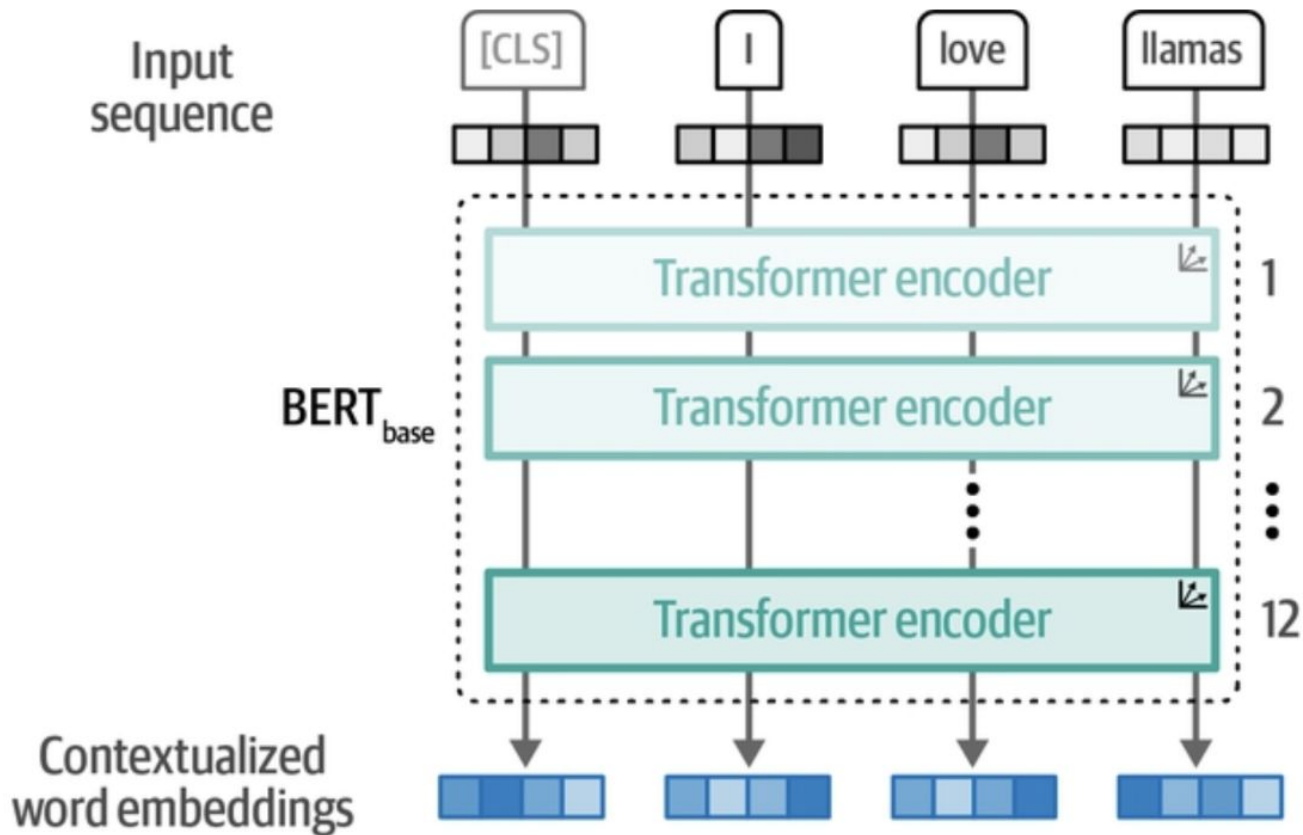 Input
sequence
[CLS]
I
love
llamas
Transformer encoder
1
BERT base
Transformer encoder
2
Transformer encoder
12
Contextualized
word embeddings